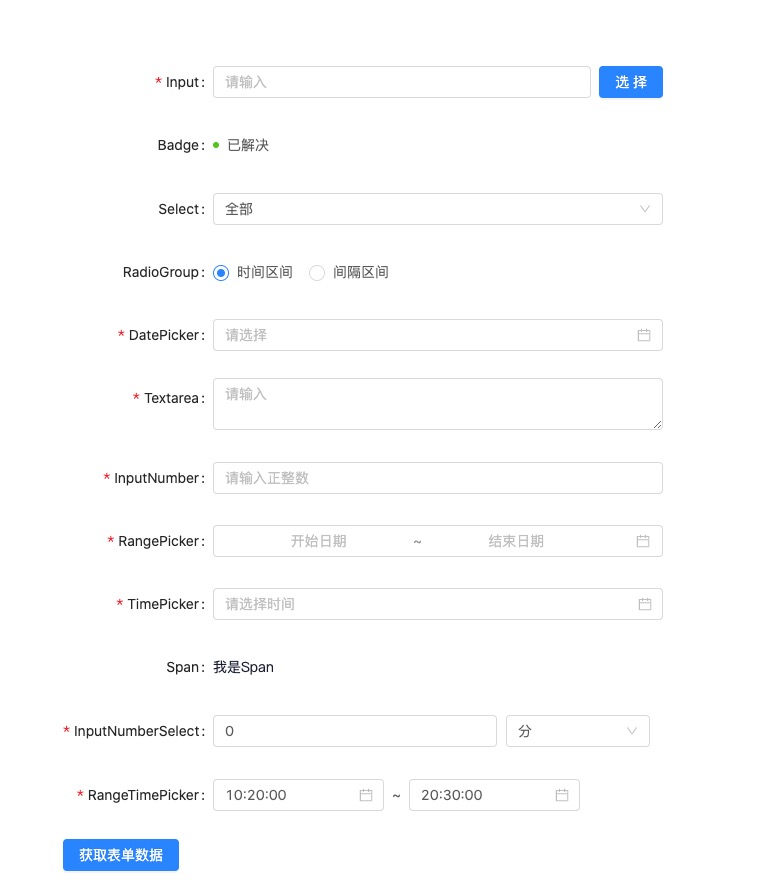 * Input: 请输入 选 择
Badge: 已解决
Select: 全部
RadioGroup: 时间区间 间隔区间
* DatePicker: 请选择
* Textarea: 请输入
* InputNumber: 请输入正整数
* RangePicker: 开始日期 ~ 结束日期
* TimePicker: 请选择时间
Span: 我是Span
* InputNumberSelect: 0 分
* RangeTimePicker: 10:20:00 ~ 20:30:00
获取表单数据